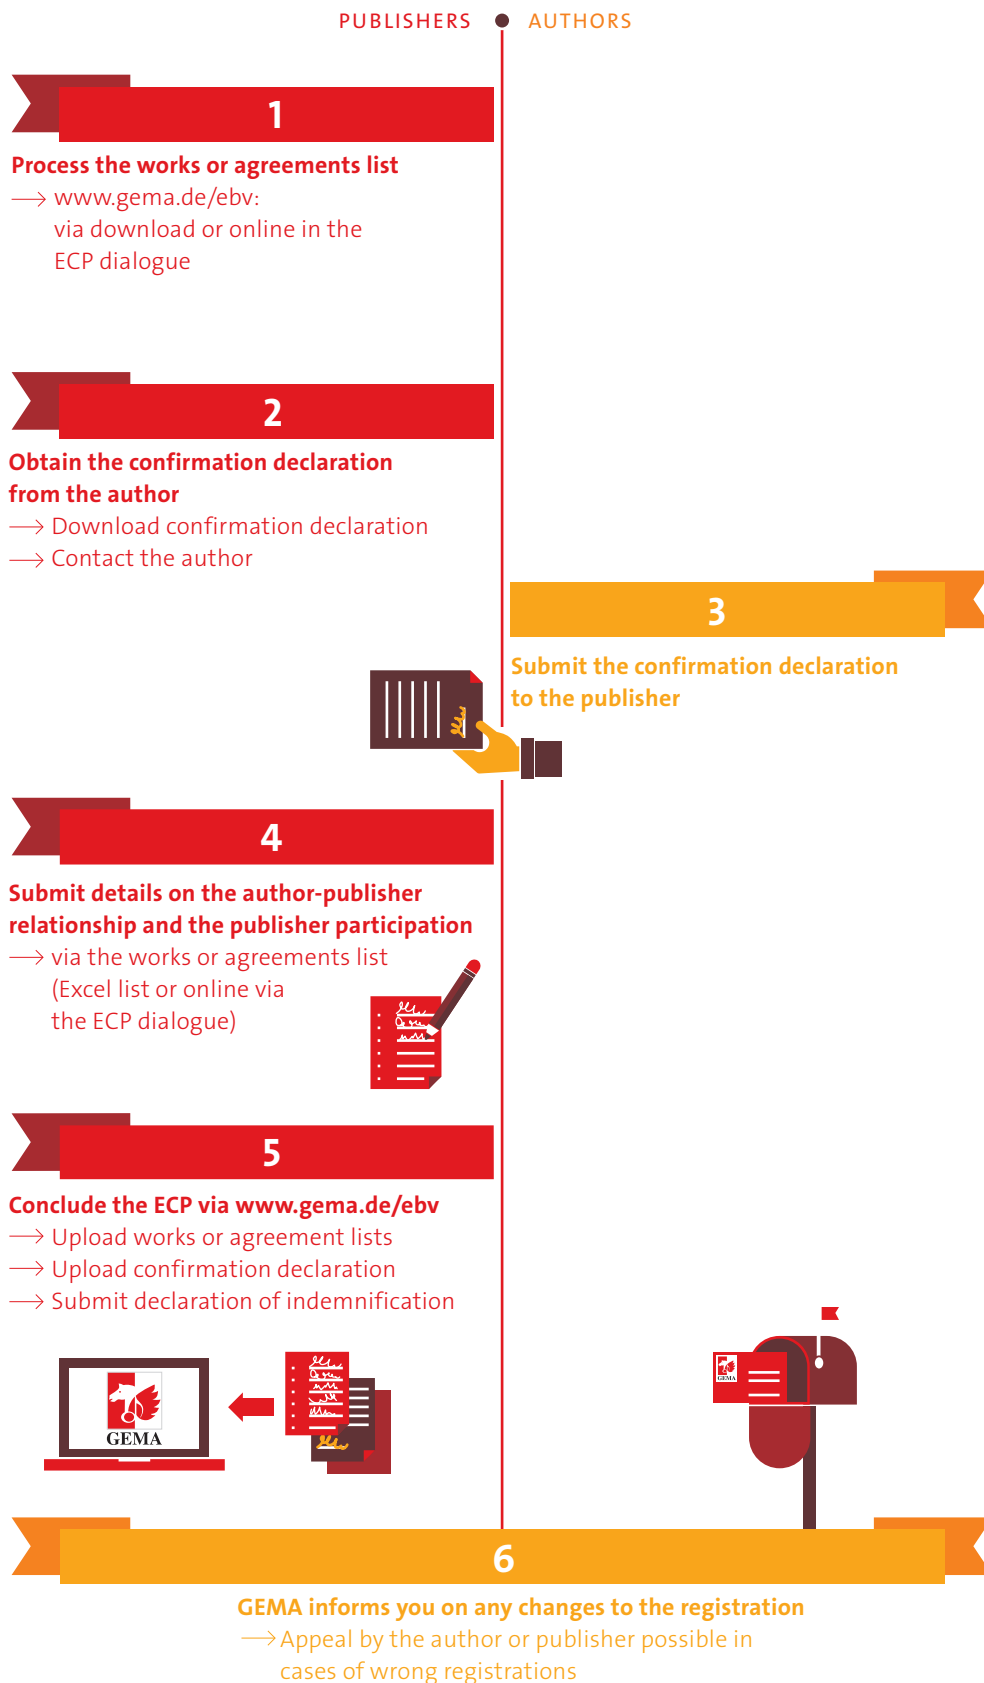 PUBLISHERS AUTHORS
1
Process the works or agreements list
www.gema.de/ebv:
via download or online in the
ECP dialogue
2
Obtain the confirmation declaration
from the author
Download confirmation declaration
Contact the author
3
Submit the confirmation declaration
to the publisher
4
Submit details on the author-publisher
relationship and the publisher participation
via the works or agreements list
(Excel list or online via
the ECP dialogue)
5
Conclude the ECP via www.gema.de/ebv
Upload works or agreement lists
Upload confirmation declaration
Submit declaration of indemnification
GEMA
GEMA
6
GEMA informs you on any changes to the registration
Appeal by the author or publisher possible in
cases of wrong registrations